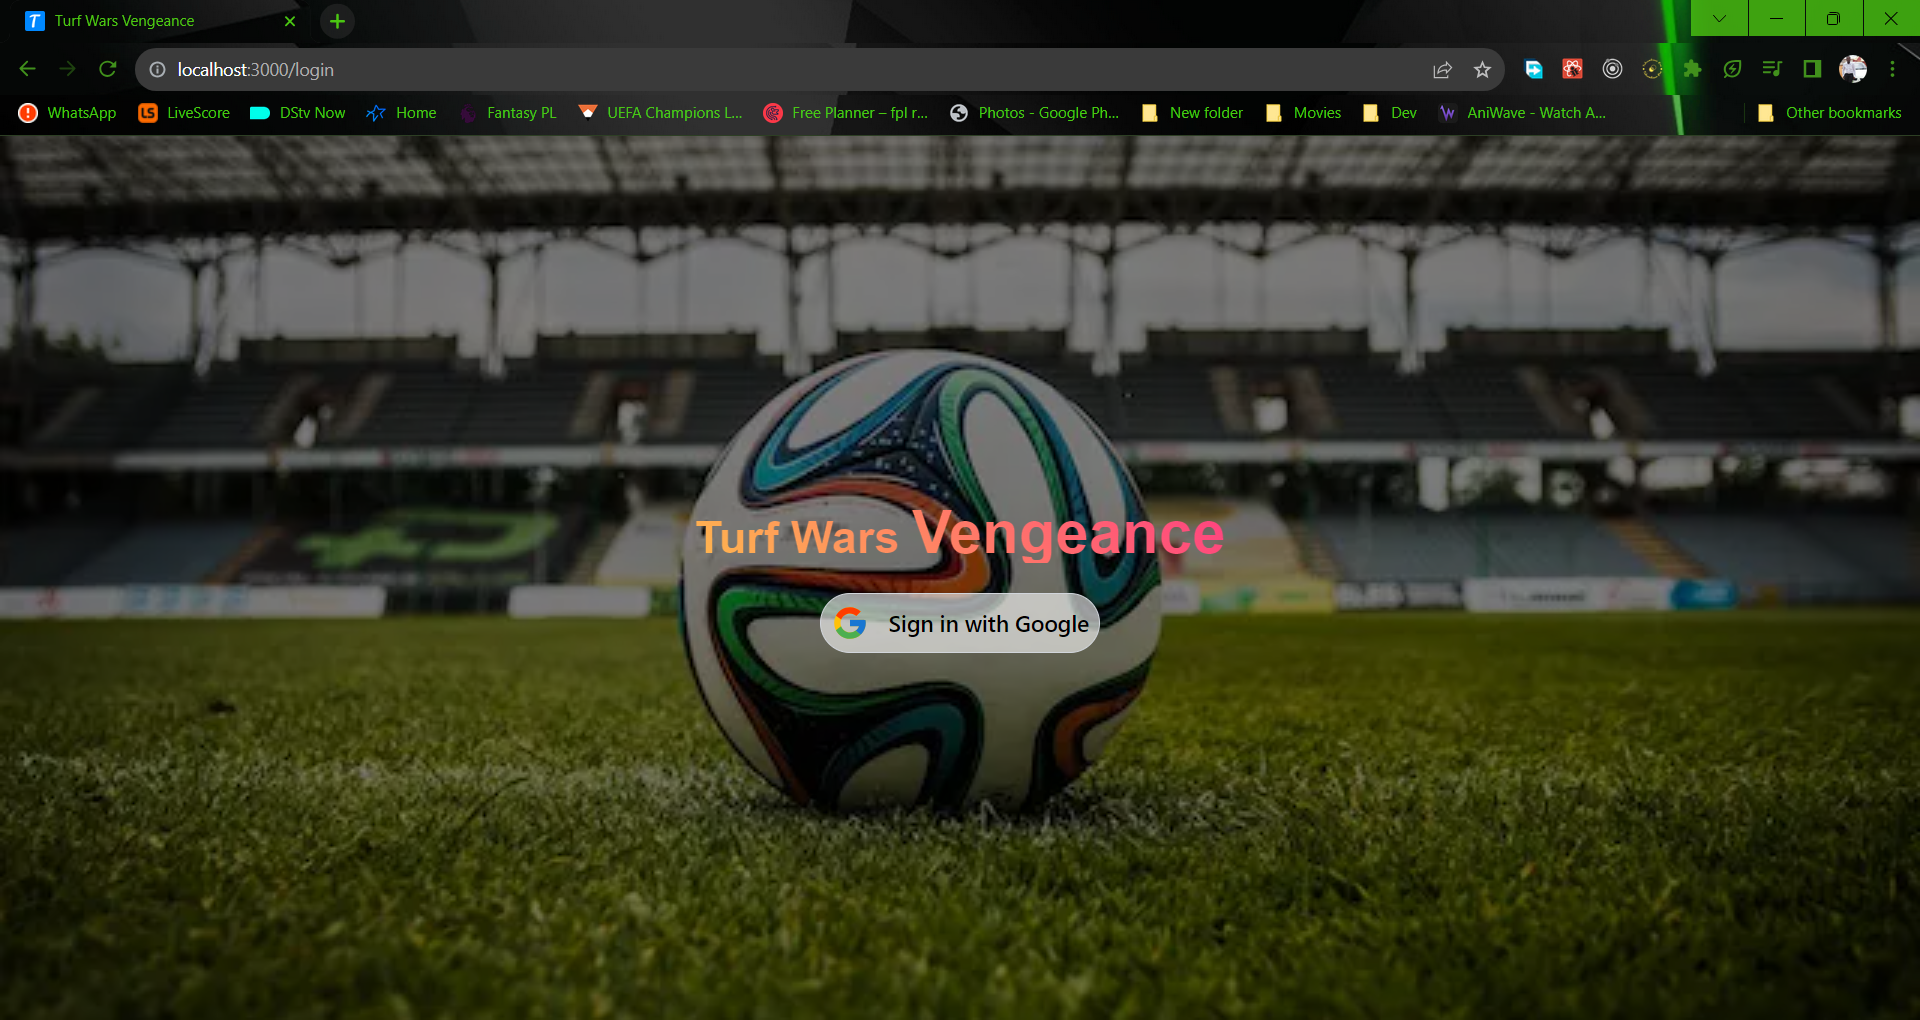 Turf Wars Vengeance
localhost:3000/login
WhatsApp
LS LiveScore
DStv Now
Home
Fantasy PL
UEFA Champions L...
Free Planner – fpl r...
Photos - Google Ph...
New folder
Movies
Dev
AniWave - Watch A...
Other bookmarks
Turf Wars Vengeance
Sign in with Google